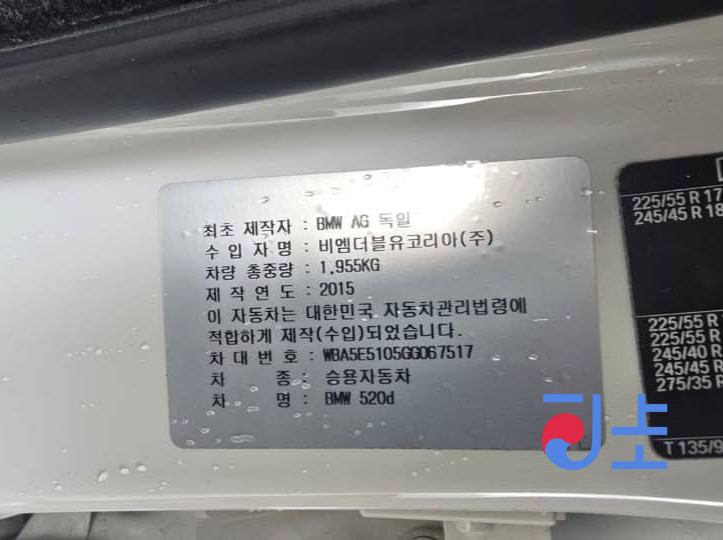 최초 제작자 : BMW AG 독일
수 입 자 명 : 비엠더블유코리아(주)
차량 총중량 : 1,955KG
제 작 연 도 : 2015
이 자동차는 대한민국 자동차관리법령에
적합하게 제작(수입)되었습니다.
차 대 번 호 : WBA5E5105GG067517
차 종 : 승용자동차
차 명 : BMW 520d
225/55 R 17
245/45 R 18
225/55 R
225/55 R
245/40 R
245/45 R
275/35 R
T 135/9